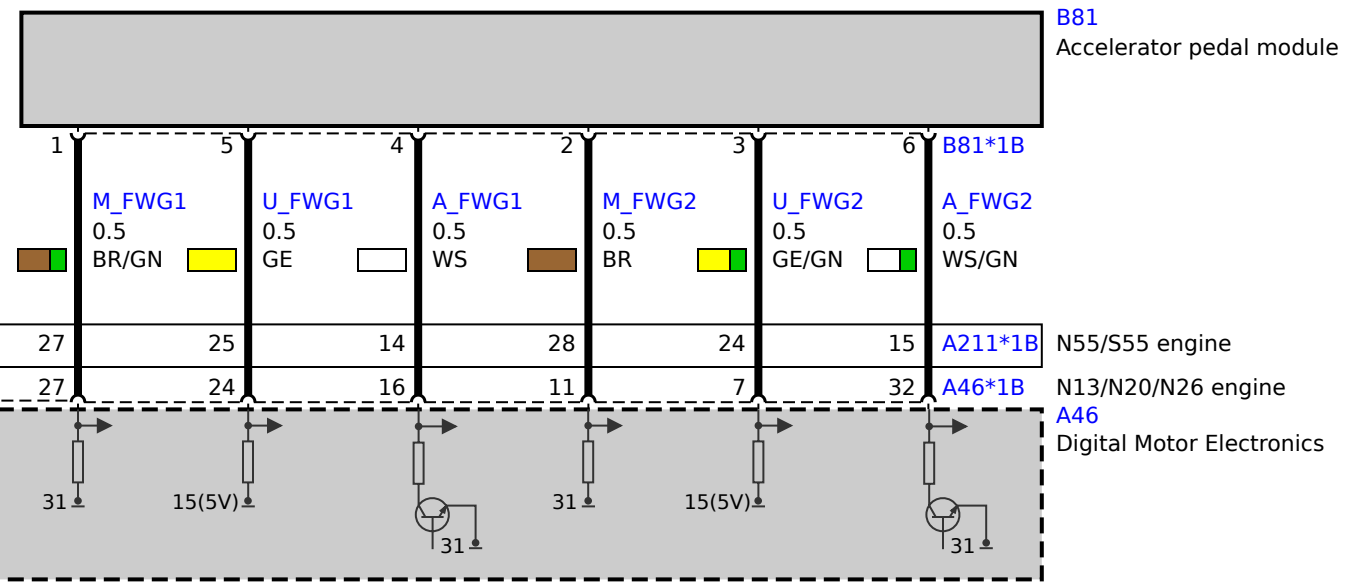 B81
Accelerator pedal module
1 5 4 2 3 6 B81*1B
M_FWG1 U_FWG1 A_FWG1 M_FWG2 U_FWG2 A_FWG2
0.5 0.5 0.5 0.5 0.5 0.5
BR/GN GE WS BR GE/GN WS/GN
27 25 14 28 24 15 A211*1B N55/S55 engine
27 24 16 11 7 32 A46*1B N13/N20/N26 engine
A46
Digital Motor Electronics
31 15(5V) 31 15(5V)
31 31